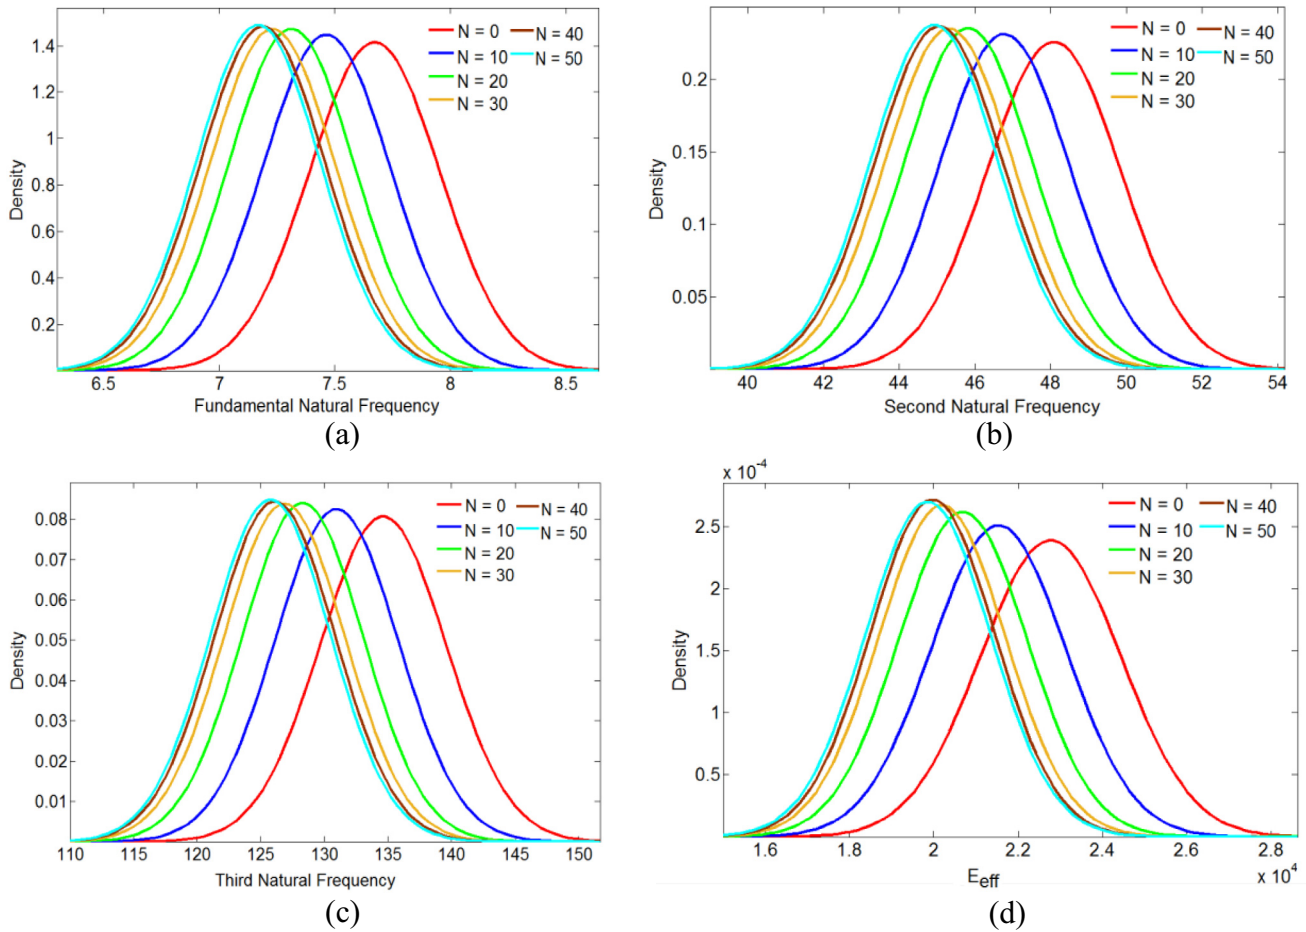 N = 0
N = 10
N = 20
N = 30
N = 40
N = 50
1.4
1.2
1
0.8
0.6
0.4
0.2
Density
6.5 7 7.5 8 8.5
Fundamental Natural Frequency
(a)
N = 0
N = 10
N = 20
N = 30
N = 40
N = 50
0.2
0.15
0.1
0.05
Density
40 42 44 46 48 50 52 54
Second Natural Frequency
(b)
N = 0
N = 10
N = 20
N = 30
N = 40
N = 50
0.08
0.07
0.06
0.05
0.04
0.03
0.02
0.01
Density
110 115 120 125 130 135 140 145 150
Third Natural Frequency
(c)
x 10-4
N = 0
N = 10
N = 20
N = 30
N = 40
N = 50
2.5
2
1.5
1
0.5
Density
1.6 1.8 2 2.2 2.4 2.6 2.8
x 104
Eeff
(d)